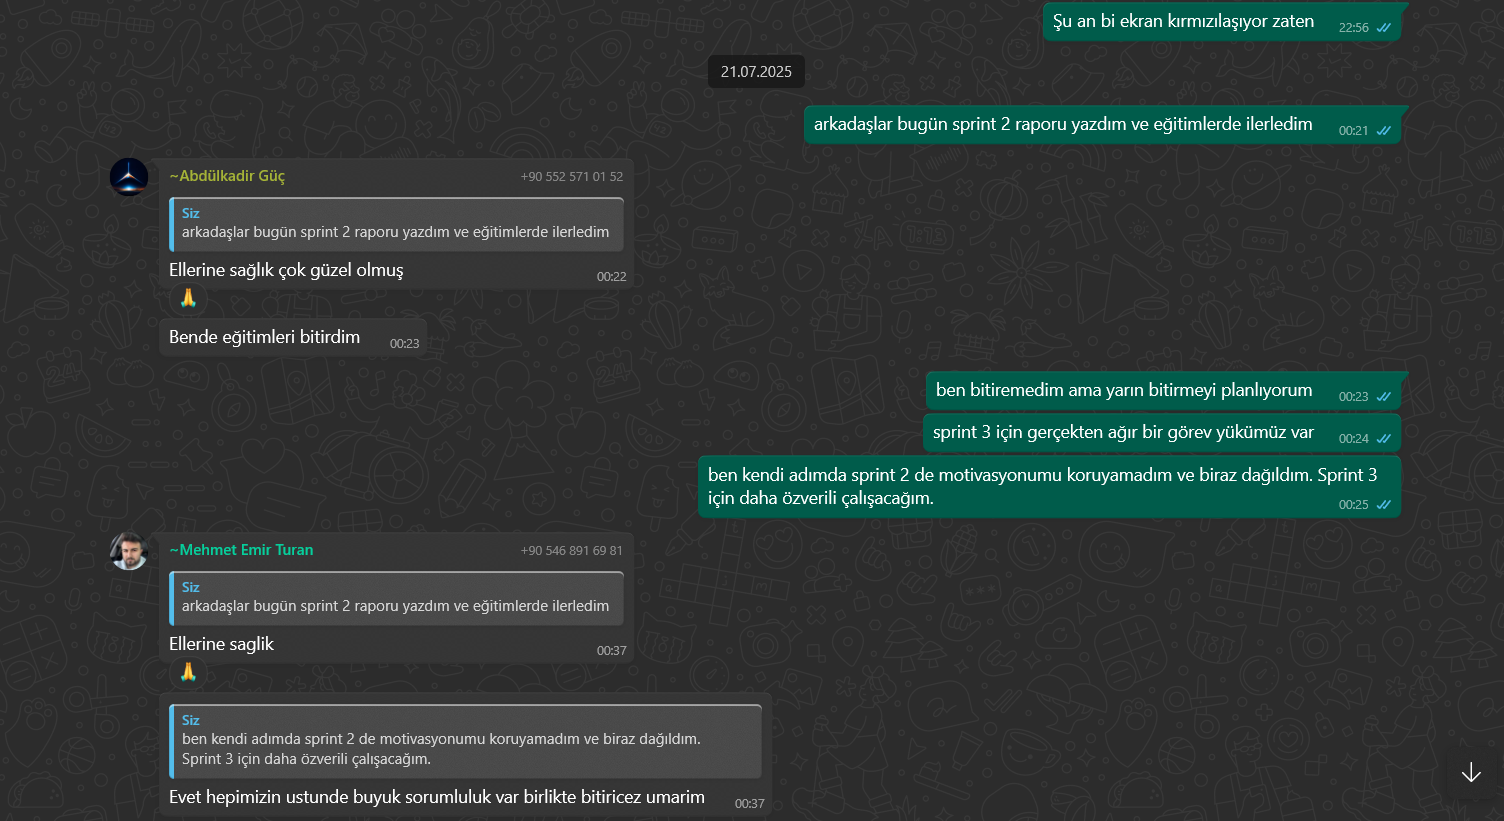 Şu an bi ekran kırmızılaşıyor zaten
22:56
21.07.2025
arkadaşlar bugün sprint 2 raporu yazdım ve eğitimlerde ilerledim
00:21
~Abdülkadir Güç
+90 552 571 01 52
Siz
arkadaşlar bugün sprint 2 raporu yazdım ve eğitimlerde ilerledim
Ellerine sağlık çok güzel olmuş
00:22
🙏
Bende eğitimleri bitirdim
00:23
ben bitiremedim ama yarın bitirmeyi planlıyorum
00:23
sprint 3 için gerçekten ağır bir görev yükümüz var
00:24
ben kendi adımda sprint 2 de motivasyonumu koruyamadım ve biraz dağıldım. Sprint 3
için daha özverili çalışacağım.
00:25
~Mehmet Emir Turan
+90 546 891 69 81
Siz
arkadaşlar bugün sprint 2 raporu yazdım ve eğitimlerde ilerledim
Ellerine saglik
00:37
🙏
Siz
ben kendi adımda sprint 2 de motivasyonumu koruyamadım ve biraz dağıldım.
Sprint 3 için daha özverili çalışacağım.
Evet hepimizin ustunde buyuk sorumluluk var birlikte bitiricez umarim
00:37